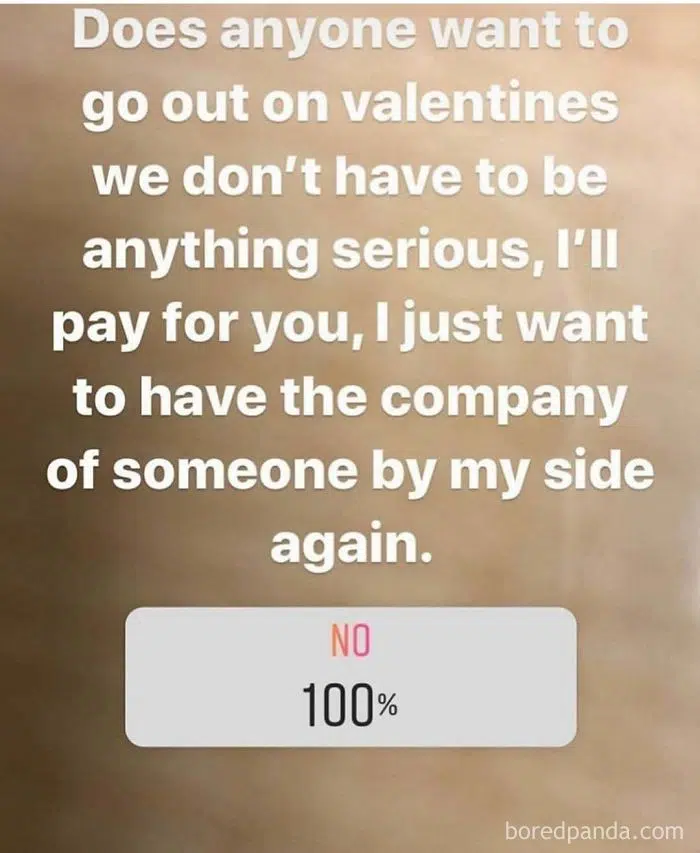 Does anyone want to
go out on valentines
we don't have to be
anything serious, I'll
pay for you, I just want
to have the company
of someone by my side
again.
NO
100%
boredpanda.com